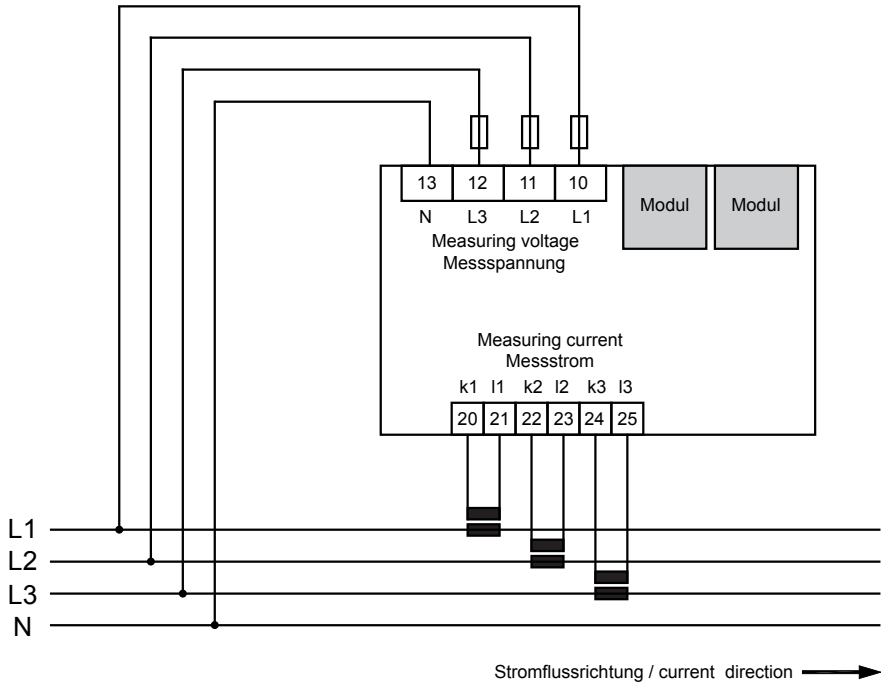 13 12 11 10
N L3 L2 L1
Modul Modul
Measuring voltage
Messspannung
Measuring current
Messstrom
k1 l1 k2 l2 k3 l3
20 21 22 23 24 25
L1
L2
L3
N
Stromflussrichtung / current direction